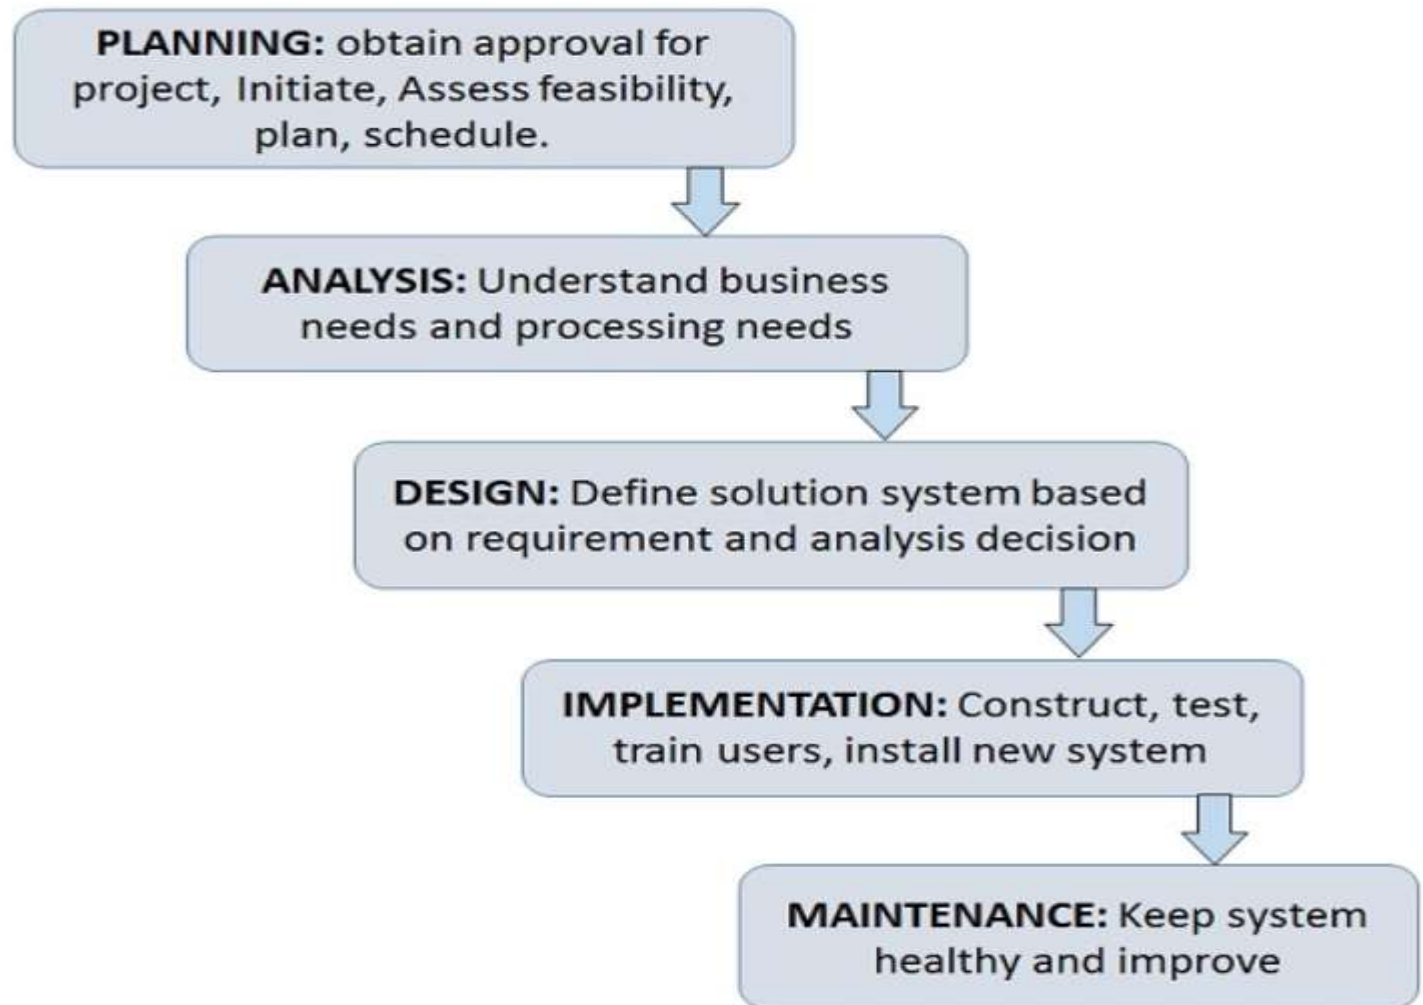 PLANNING: obtain approval for
project, Initiate, Assess feasibility,
plan, schedule.
ANALYSIS: Understand business
needs and processing needs
DESIGN: Define solution system based
on requirement and analysis decision
IMPLEMENTATION: Construct, test,
train users, install new system
MAINTENANCE: Keep system
healthy and improve